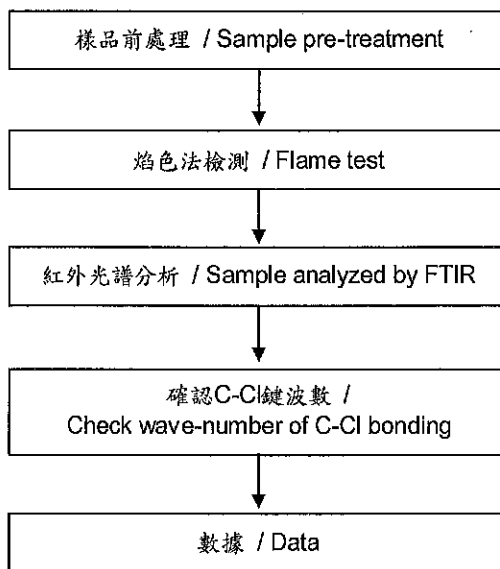 樣品前處理 / Sample pre-treatment
焰色法檢測 / Flame test
紅外光譜分析 / Sample analyzed by FTIR
確認C-Cl鍵波數 /
Check wave-number of C-Cl bonding
數據 / Data